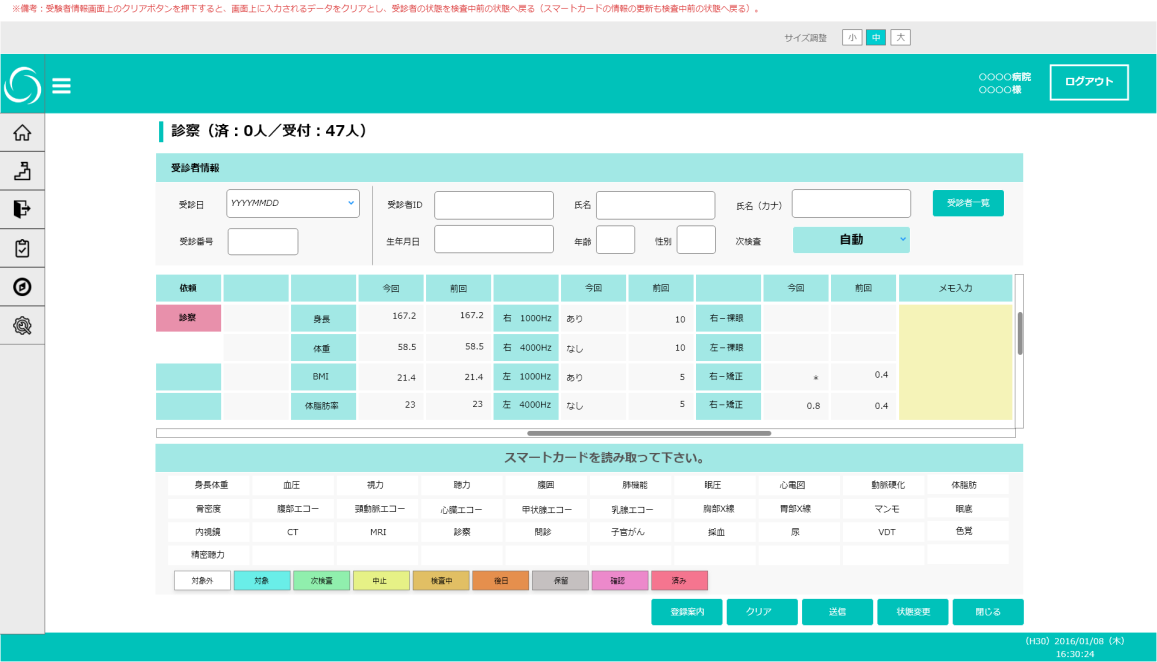 ※備考：受験者情報画面上のクリアボタンを押下すると、画面上に入力されるデータをクリアとし、受診者の状態を検査中前の状態へ戻る（スマートカードの情報の更新も検査中前の状態へ戻る）。
サイズ調整 小 中 大
○○○○病院
○○○○様
ログアウト
診察（済：0人／受付：47人）
受診者情報
受診日 YYYYMMDD 受診者ID 氏名 氏名（カナ） 受診者一覧
受診番号 生年月日 年齢 性別 次検査 自動
依頼 今回 前回 今回 前回 今回 前回 メモ入力
診察 身長 167.2 167.2 右 1000Hz あり 10 右－裸眼
体重 58.5 58.5 右 4000Hz なし 10 左－裸眼
BMI 21.4 21.4 左 1000Hz あり 5 右－矯正 * 0.4
体脂肪率 23 23 左 4000Hz なし 5 右－矯正 0.8 0.4
スマートカードを読み取って下さい。
身長体重 血圧 視力 聴力 腹囲 肺機能 眼圧 心電図 動脈硬化 体脂肪
骨密度 腹部エコー 頸動脈エコー 心臓エコー 甲状腺エコー 乳腺エコー 胸部X線 胃部X線 マンモ 眼底
内視鏡 CT MRI 診察 問診 子宮がん 採血 尿 VDT 色覚
精密聴力
対象外 対象 次検査 中止 検査中 後日 保留 確認 済み
登録案内 クリア 送信 状態変更 閉じる
(H30) 2016/01/08 (木)
16:30:24